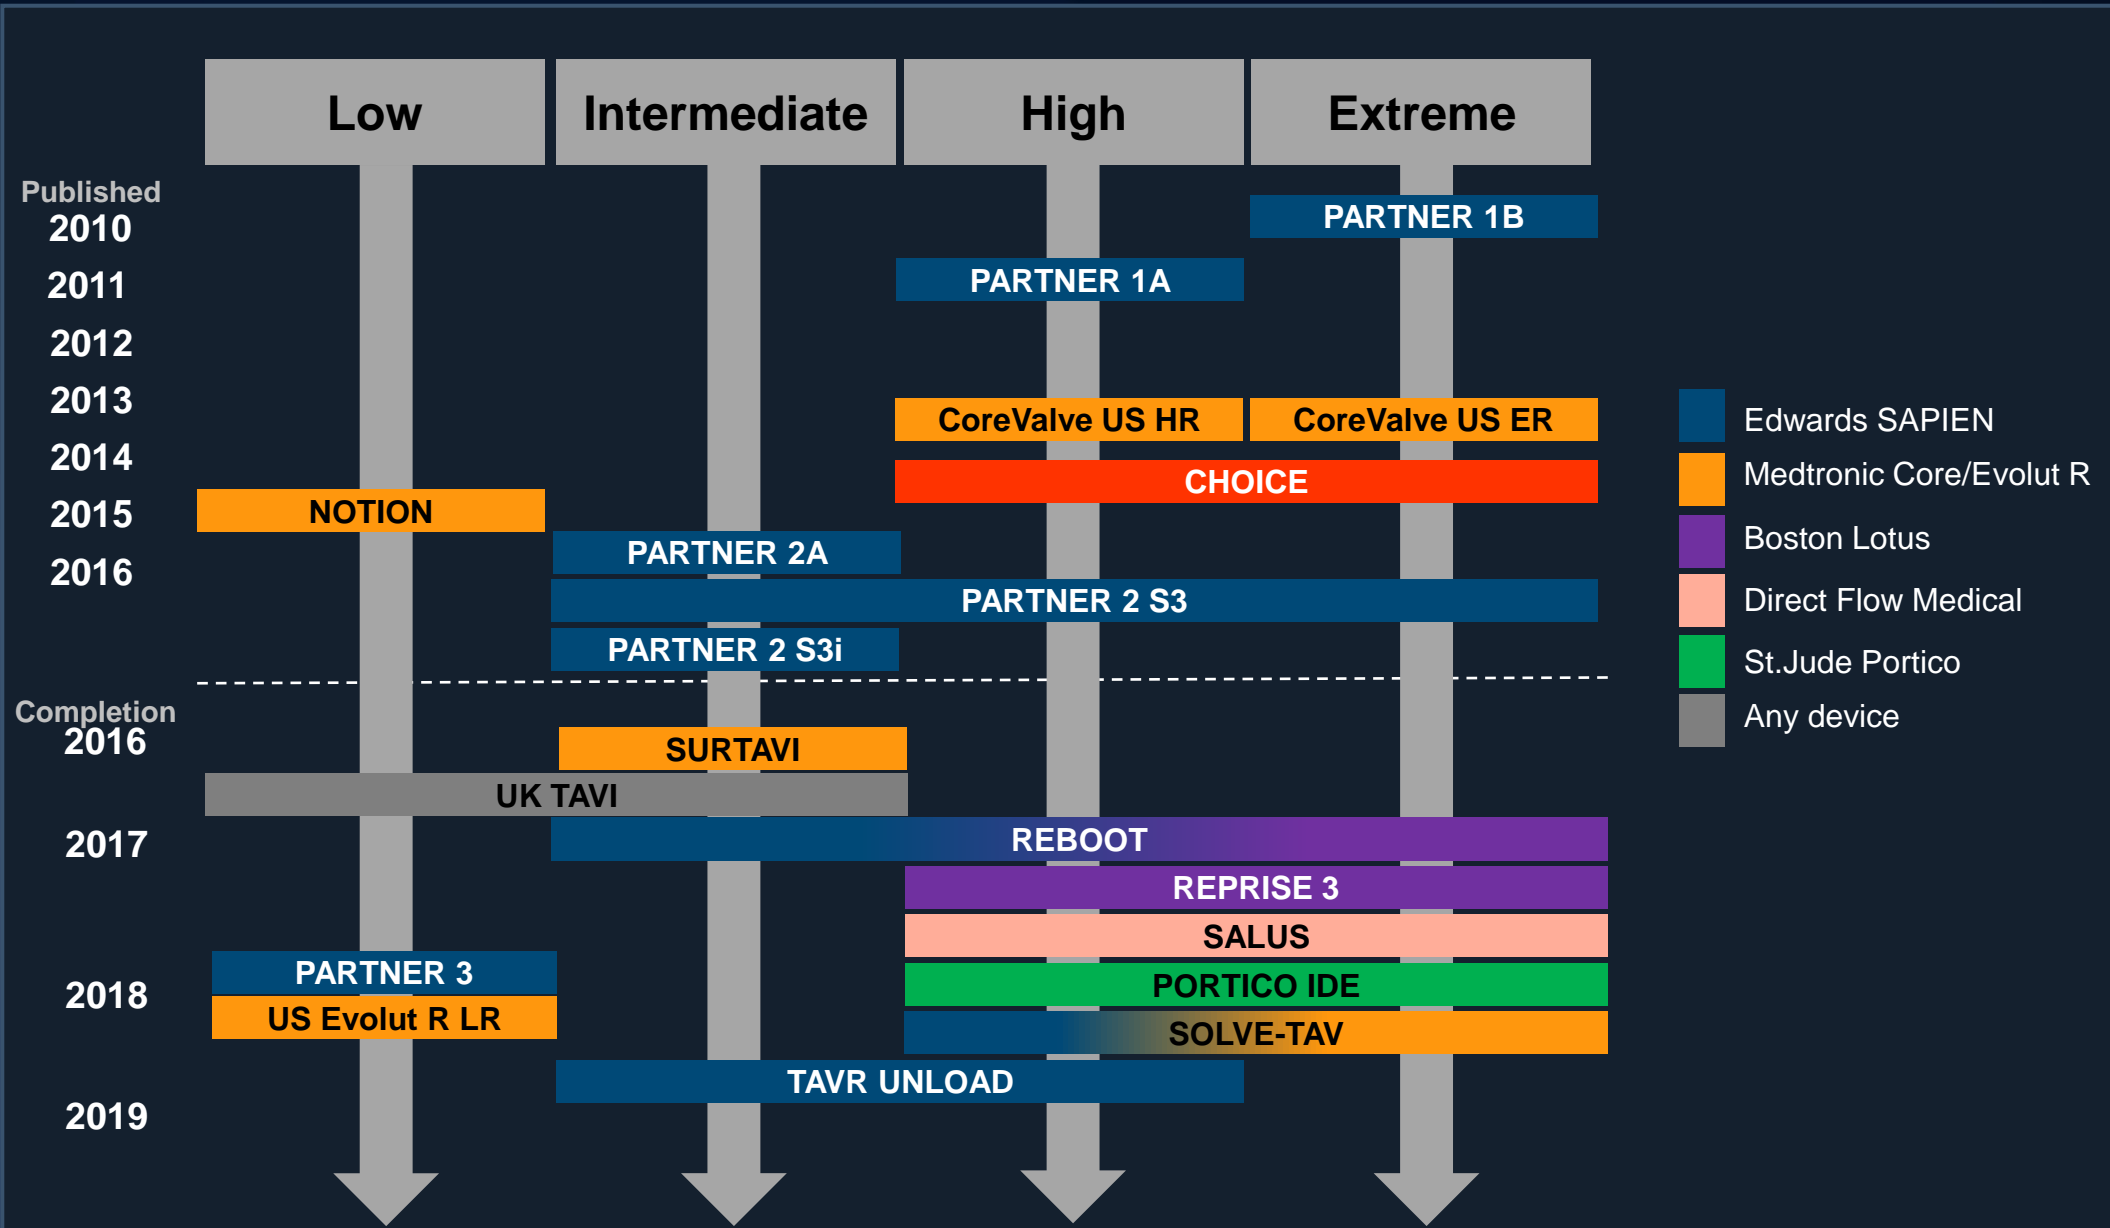 Low
Intermediate
High
Extreme
Published
2010
PARTNER 1B
2011
PARTNER 1A
2012
2013
CoreValve US HR
CoreValve US ER
2014
CHOICE
2015
NOTION
PARTNER 2A
2016
PARTNER 2 S3
PARTNER 2 S3i
Completion
2016
SURTAVI
UK TAVI
2017
REBOOT
REPRISE 3
SALUS
PARTNER 3
2018
PORTICO IDE
US Evolut R LR
SOLVE-TAV
TAVR UNLOAD
2019
Edwards SAPIEN
Medtronic Core/Evolut R
Boston Lotus
Direct Flow Medical
St.Jude Portico
Any device